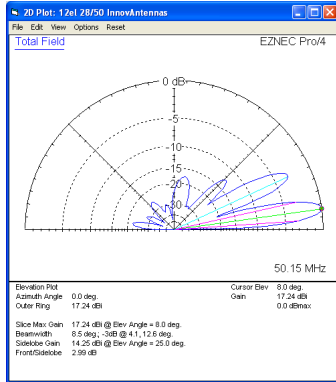 2D Plot: 12el 28/50 InnovAntennas
File Edit View Options Reset
Total Field EZNEC Pro/4
0 dB
-5
-10
-15
-20
-30
50.15 MHz
Elevation Plot Cursor Elev 8.0 deg.
Azimuth Angle 0.0 deg. Gain 17.24 dBi
Outer Ring 17.24 dBi 0.0 dBmax
Slice Max Gain 17.24 dBi @ Elev Angle = 8.0 deg.
Beamwidth 8.5 deg.; -3dB @ 4.1, 12.6 deg.
Sidelobe Gain 14.25 dBi @ Elev Angle = 25.0 deg.
Front/Sidelobe 2.99 dB